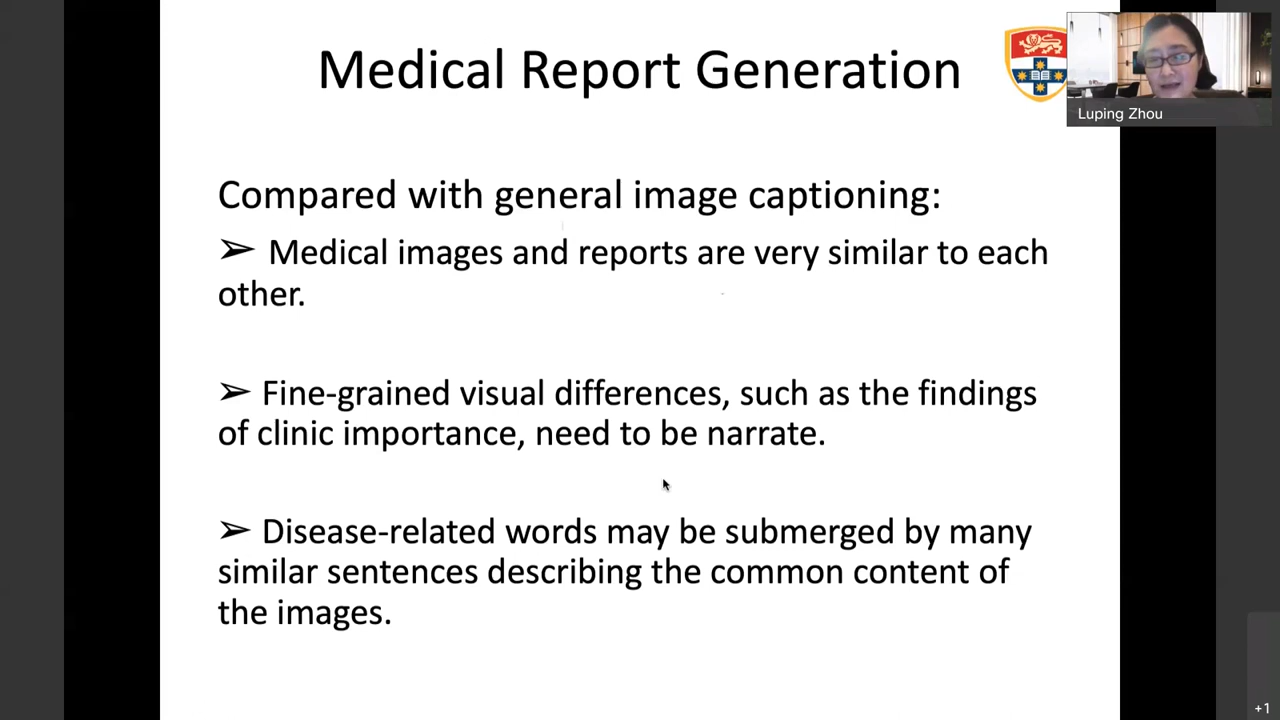 Medical Report Generation
Luping Zhou
Compared with general image captioning:
➢ Medical images and reports are very similar to each
other.
➢ Fine-grained visual differences, such as the findings
of clinic importance, need to be narrate.
➢ Disease-related words may be submerged by many
similar sentences describing the common content of
the images.
+1